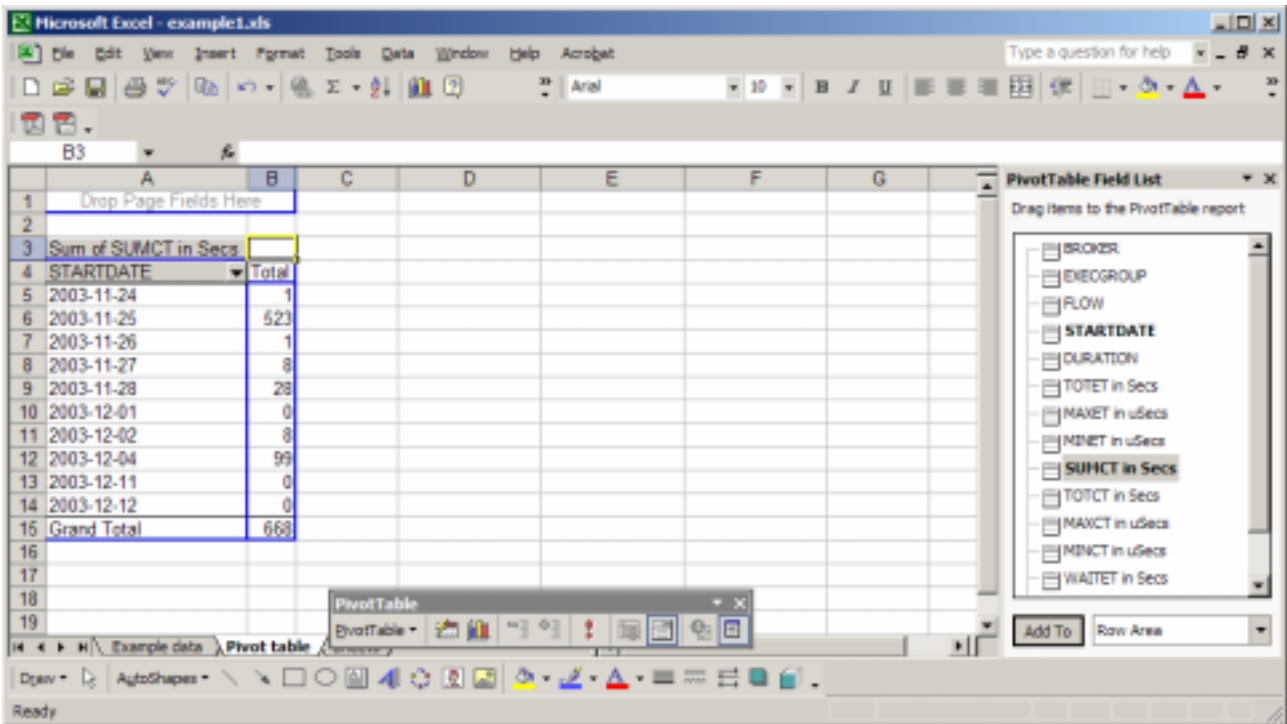 Microsoft Excel - example1.xls
File Edit View Insert Format Tools Data Window Help Acrobat Type a question for help
Arial 10 B I U
B3 fx
A B C D E F G
1 Drop Page Fields Here
2
3 Sum of SUMCT in Secs
4 STARTDATE Total
5 2003-11-24 1
6 2003-11-25 523
7 2003-11-26 1
8 2003-11-27 8
9 2003-11-28 28
10 2003-12-01 0
11 2003-12-02 8
12 2003-12-04 99
13 2003-12-11 0
14 2003-12-12 0
15 Grand Total 668
16
17
18
19
PivotTable
PivotTable
Example data Pivot table
PivotTable Field List
Drag items to the PivotTable report
BROKER
EXECGROUP
FLOW
STARTDATE
DURATION
TOTET in Secs
MAXET in uSecs
MINET in uSecs
SUMCT in Secs
TOTCT in Secs
MAXCT in uSecs
MINCT in uSecs
WAITET in Secs
Add To Row Area
Draw AutoShapes
Ready